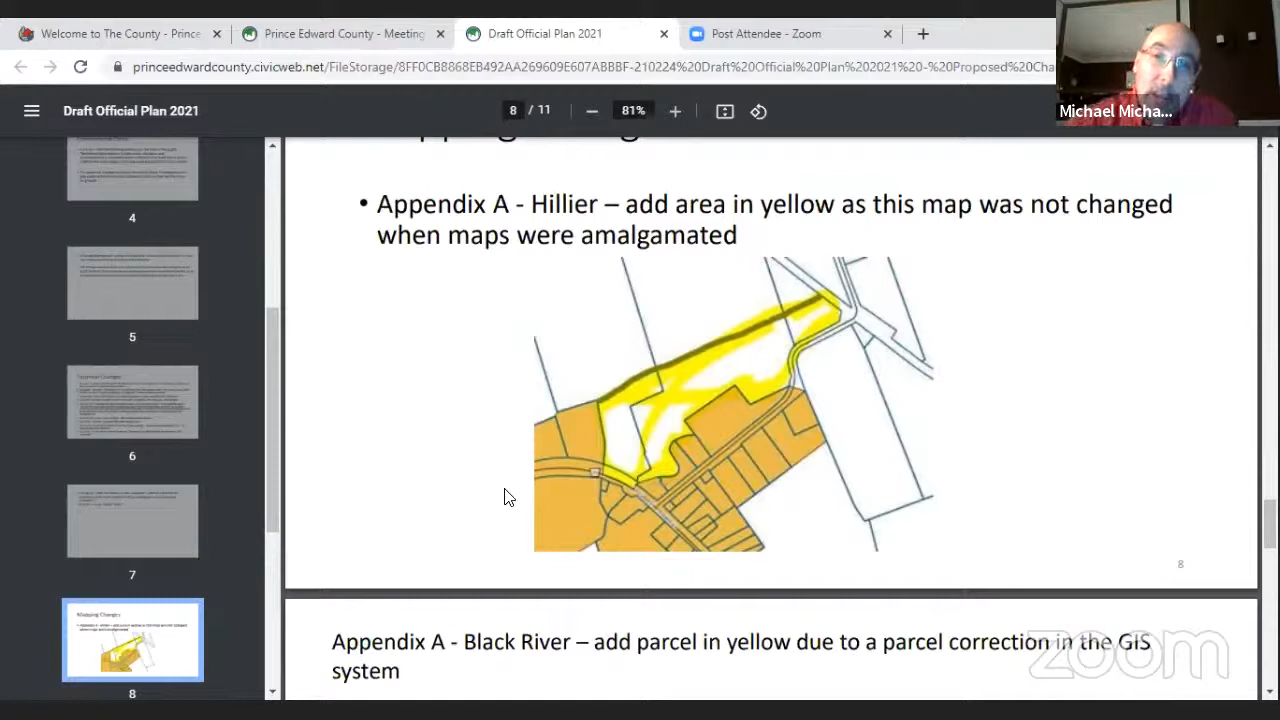 Welcome to The County - Prince
Prince Edward County - Meeting
Draft Official Plan 2021
Post Attendee - Zoom
princeedwardcounty.civicweb.net/FileStorage/
%20Draft%20Official%20Plan%202021%20-%20Proposed%20Cha
Michael Micha...
Draft Official Plan 2021
8 / 11
81%
4
5
6
7
Mapping Changes
8
• Appendix A - Hillier – add area in yellow as this map was not changed
when maps were amalgamated
8
Appendix A - Black River – add parcel in yellow due to a parcel correction in the GIS
system
zoom